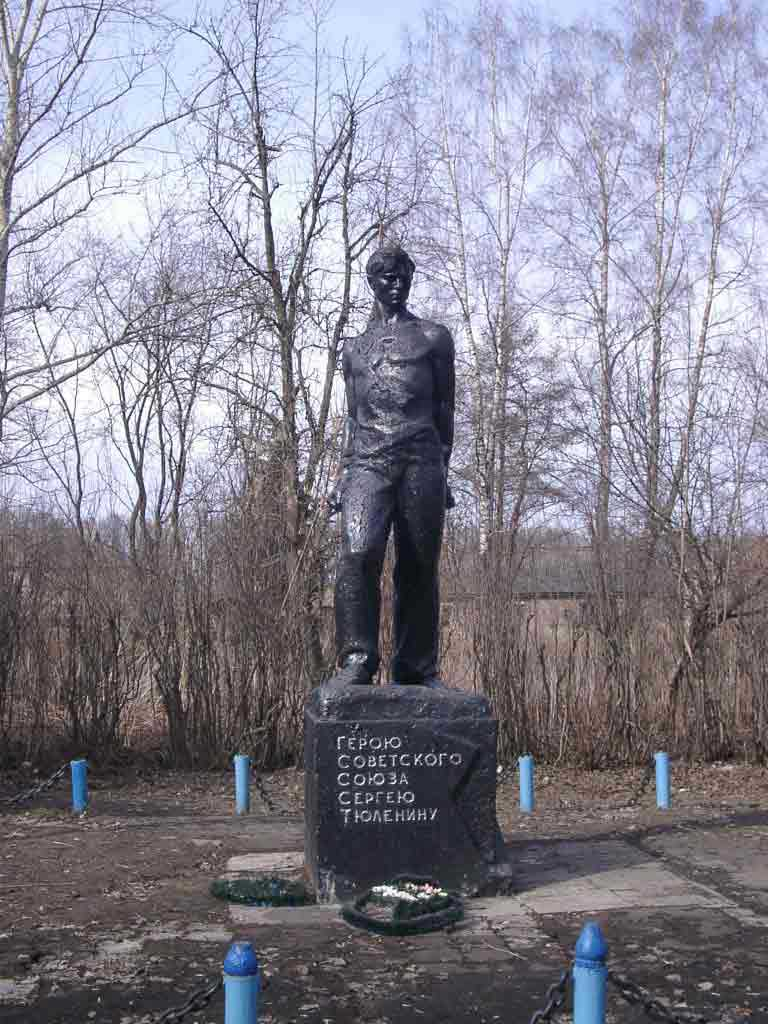 Герою
Советского
Союза
Сергею
Тюленину